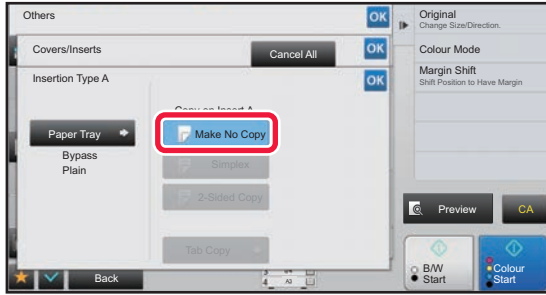 Others
OK
Covers/Inserts
Cancel All
OK
Insertion Type A
OK
Copy on Insert A
Paper Tray
Make No Copy
Bypass
Plain
Simplex
2-Sided Copy
Tab Copy
Back
4
A3
Original
Change Size/Direction.
Colour Mode
Margin Shift
Shift Position to Have Margin
Preview
CA
B/W
Start
Colour
Start